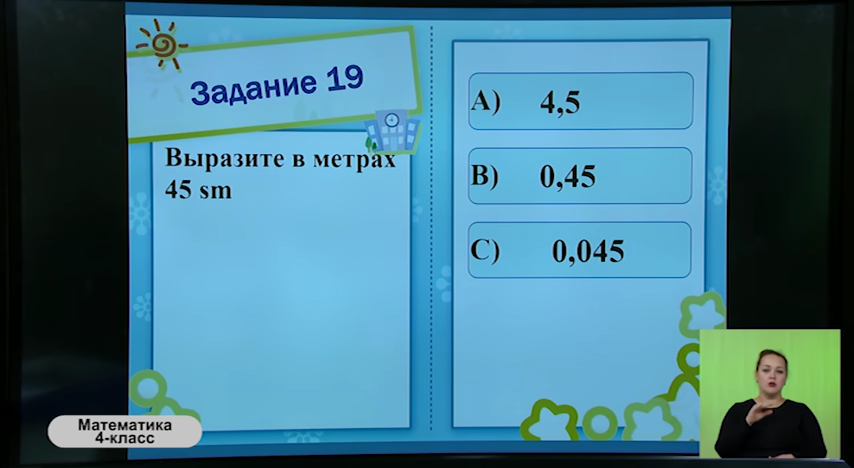 Задание 19
Выразите в метрах
45 sm
A) 4,5
B) 0,45
C) 0,045
Математика
4-класс